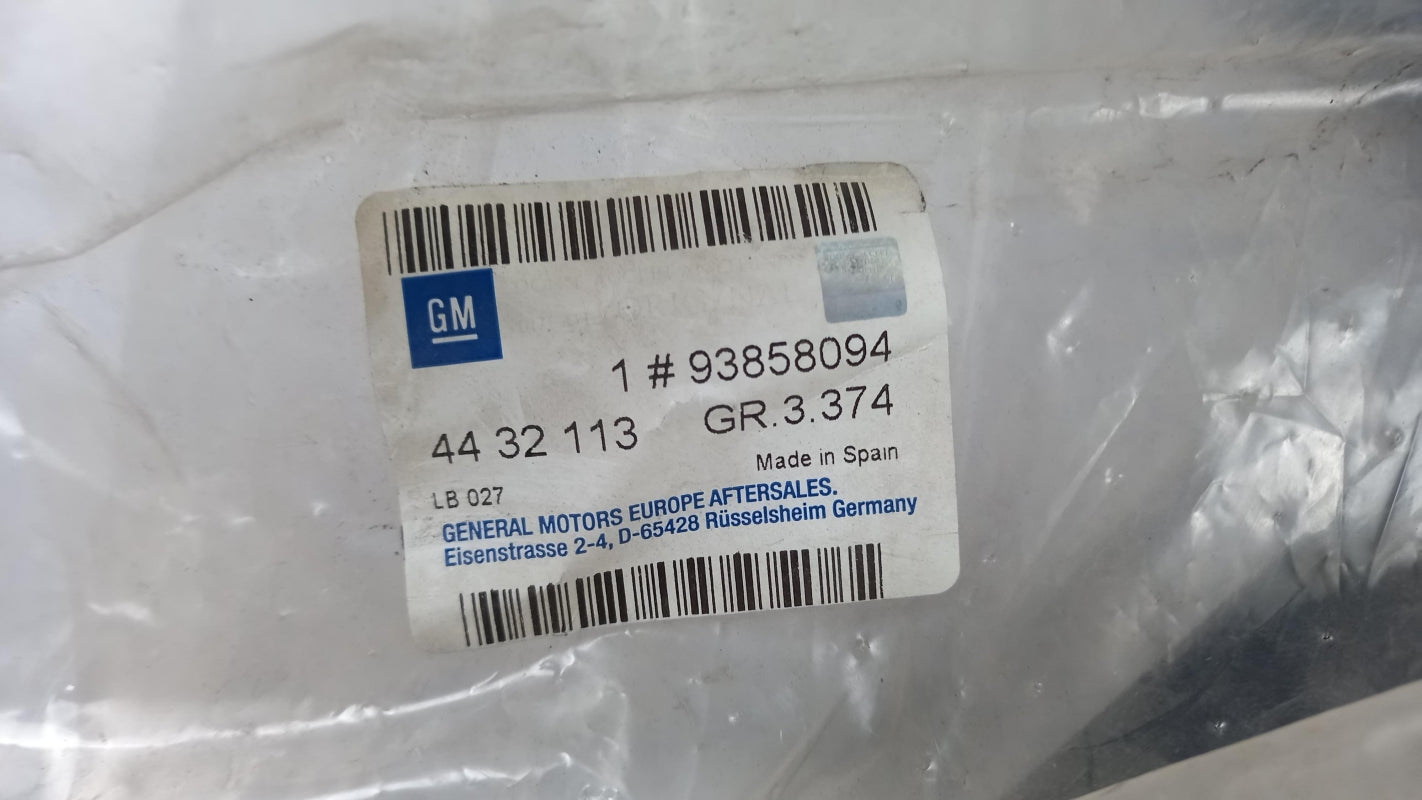 GM
1 # 93858094
44 32 113 GR.3.374
Made in Spain
LB 027
GENERAL MOTORS EUROPE AFTERSALES.
Eisenstrasse 2-4, D-65428 Rüsselsheim Germany